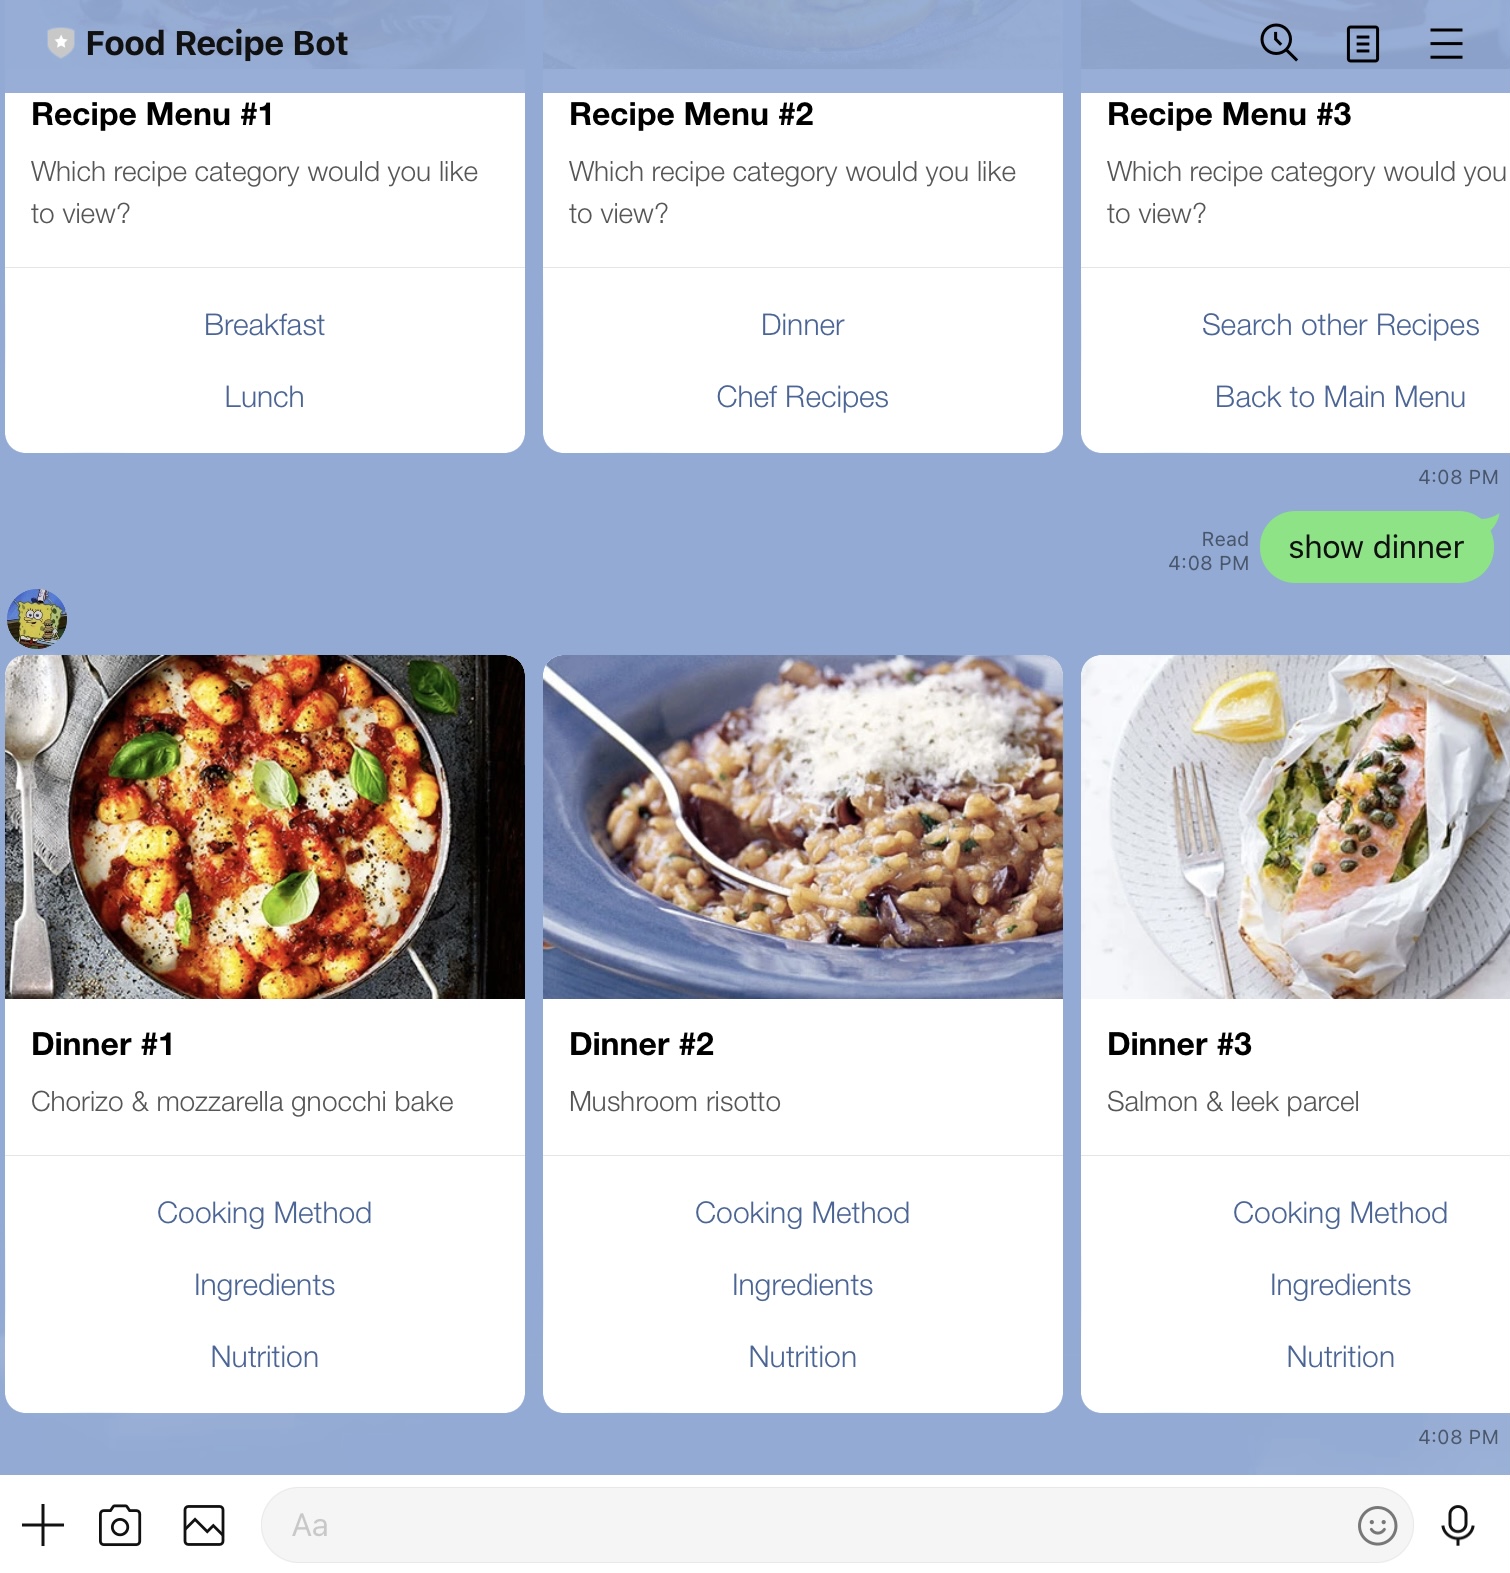 Food Recipe Bot
Recipe Menu #1
Which recipe category would you like
to view?
Breakfast
Lunch
Recipe Menu #2
Which recipe category would you like
to view?
Dinner
Chef Recipes
Recipe Menu #3
Which recipe category would you
to view?
Search other Recipes
Back to Main Menu
4:08 PM
Read
4:08 PM
show dinner
Dinner #1
Chorizo & mozzarella gnocchi bake
Cooking Method
Ingredients
Nutrition
Dinner #2
Mushroom risotto
Cooking Method
Ingredients
Nutrition
Dinner #3
Salmon & leek parcel
Cooking Method
Ingredients
Nutrition
4:08 PM
Aa